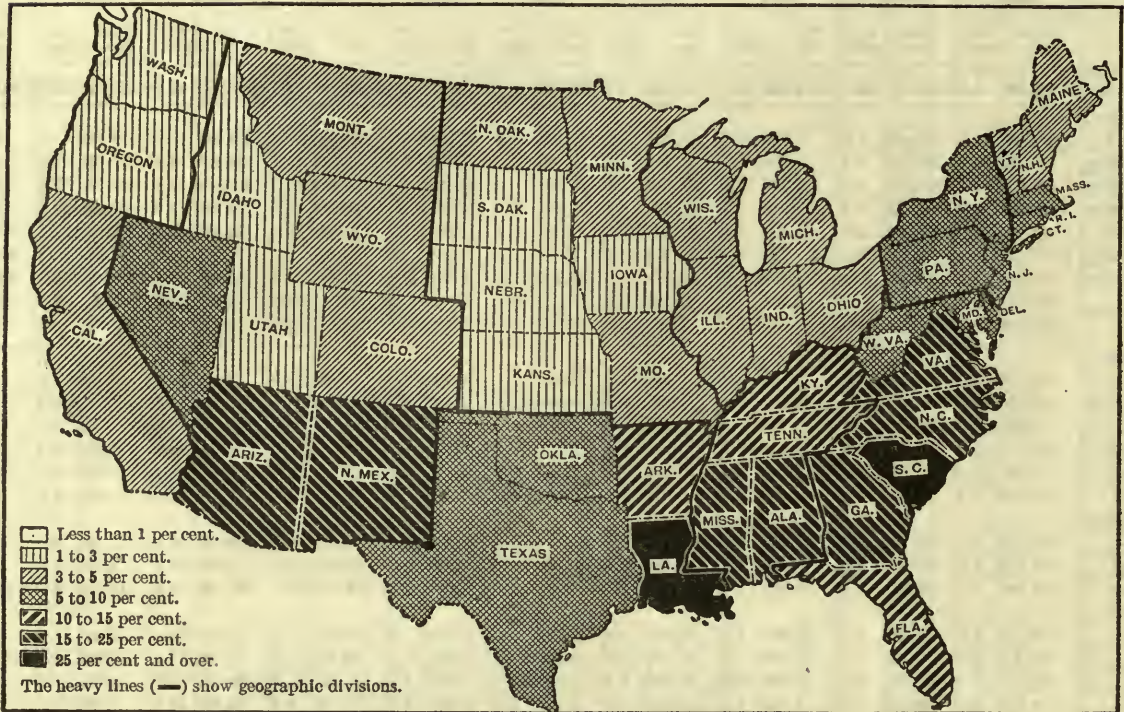 WASH.
OREGON
IDAHO
MONT.
WYO.
NEV.
UTAH
CAL.
COLO.
ARIZ.
N. MEX.
N. DAK.
S. DAK.
NEBR.
KANS.
OKLA.
TEXAS
MINN.
IOWA
MO.
ARK.
LA.
WIS.
MICH.
ILL.
IND.
OHIO
KY.
TENN.
MISS.
ALA.
GA.
FLA.
S. C.
N. C.
VA.
W. VA.
MD.
DEL.
PA.
N. J.
N. Y.
CT.
R. I.
MASS.
VT.
N.H.
MAINE
Less than 1 per cent.
1 to 3 per cent.
3 to 5 per cent.
5 to 10 per cent.
10 to 15 per cent.
15 to 25 per cent.
25 per cent and over.
The heavy lines (—) show geographic divisions.